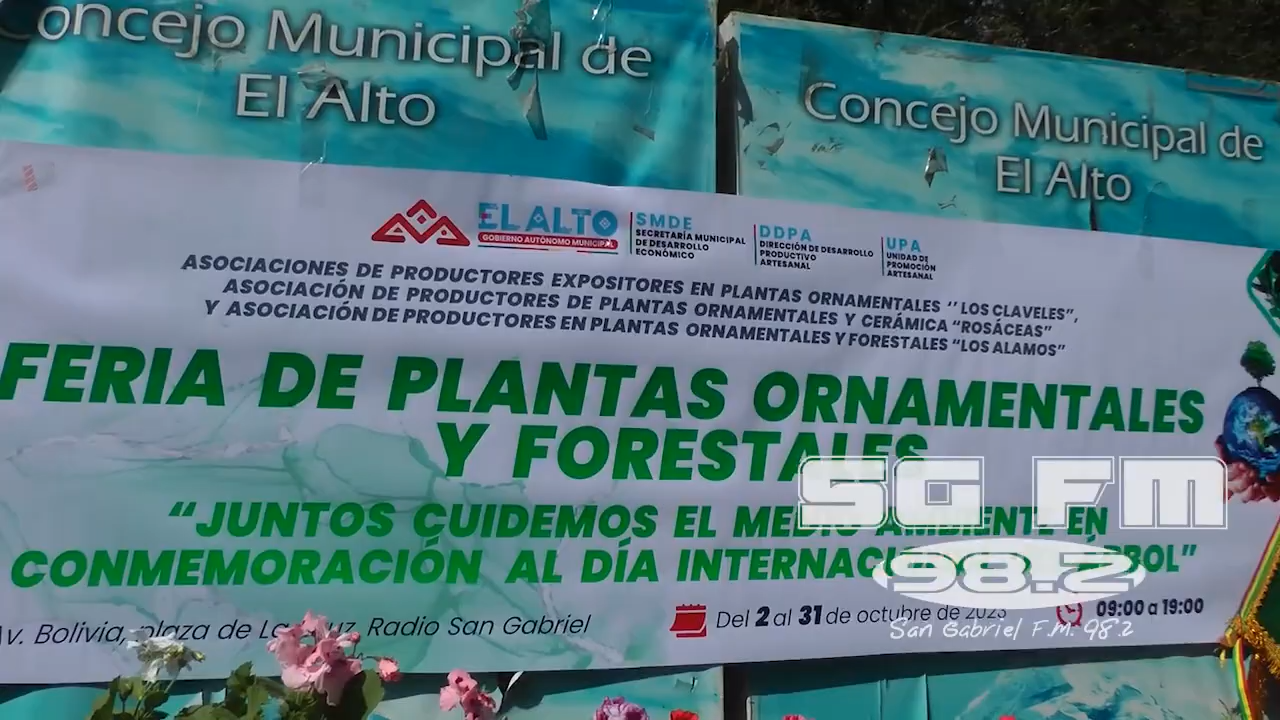 Concejo Municipal de
El Alto
Concejo Municipal de
El Alto
EL ALTO
GOBIERNO AUTÓNOMO MUNICIPAL
SMDE
SECRETARÍA MUNICIPAL
DE DESARROLLO
ECONÓMICO
DDPA
DIRECCIÓN DE DESARROLLO
PRODUCTIVO
ARTESANAL
UPA
UNIDAD DE
PROMOCIÓN
ARTESANAL
ASOCIACIONES DE PRODUCTORES EXPOSITORES EN PLANTAS ORNAMENTALES ‘’LOS CLAVELES”,
ASOCIACIÓN DE PRODUCTORES DE PLANTAS ORNAMENTALES Y CERÁMICA “ROSÁCEAS”
Y ASOCIACIÓN DE PRODUCTORES EN PLANTAS ORNAMENTALES Y FORESTALES “LOS ALAMOS”
FERIA DE PLANTAS ORNAMENTALES
Y FORESTALES
“JUNTOS CUIDEMOS EL MEDIO AMBIENTE EN
CONMEMORACIÓN AL DÍA
Av. Bolivia, plaza de La Cruz, Radio San Gabriel
Del 2 al 31 de octubre de 2023
09:00 a 19:00
SG FM
98.2
San Gabriel F.M. 98.2